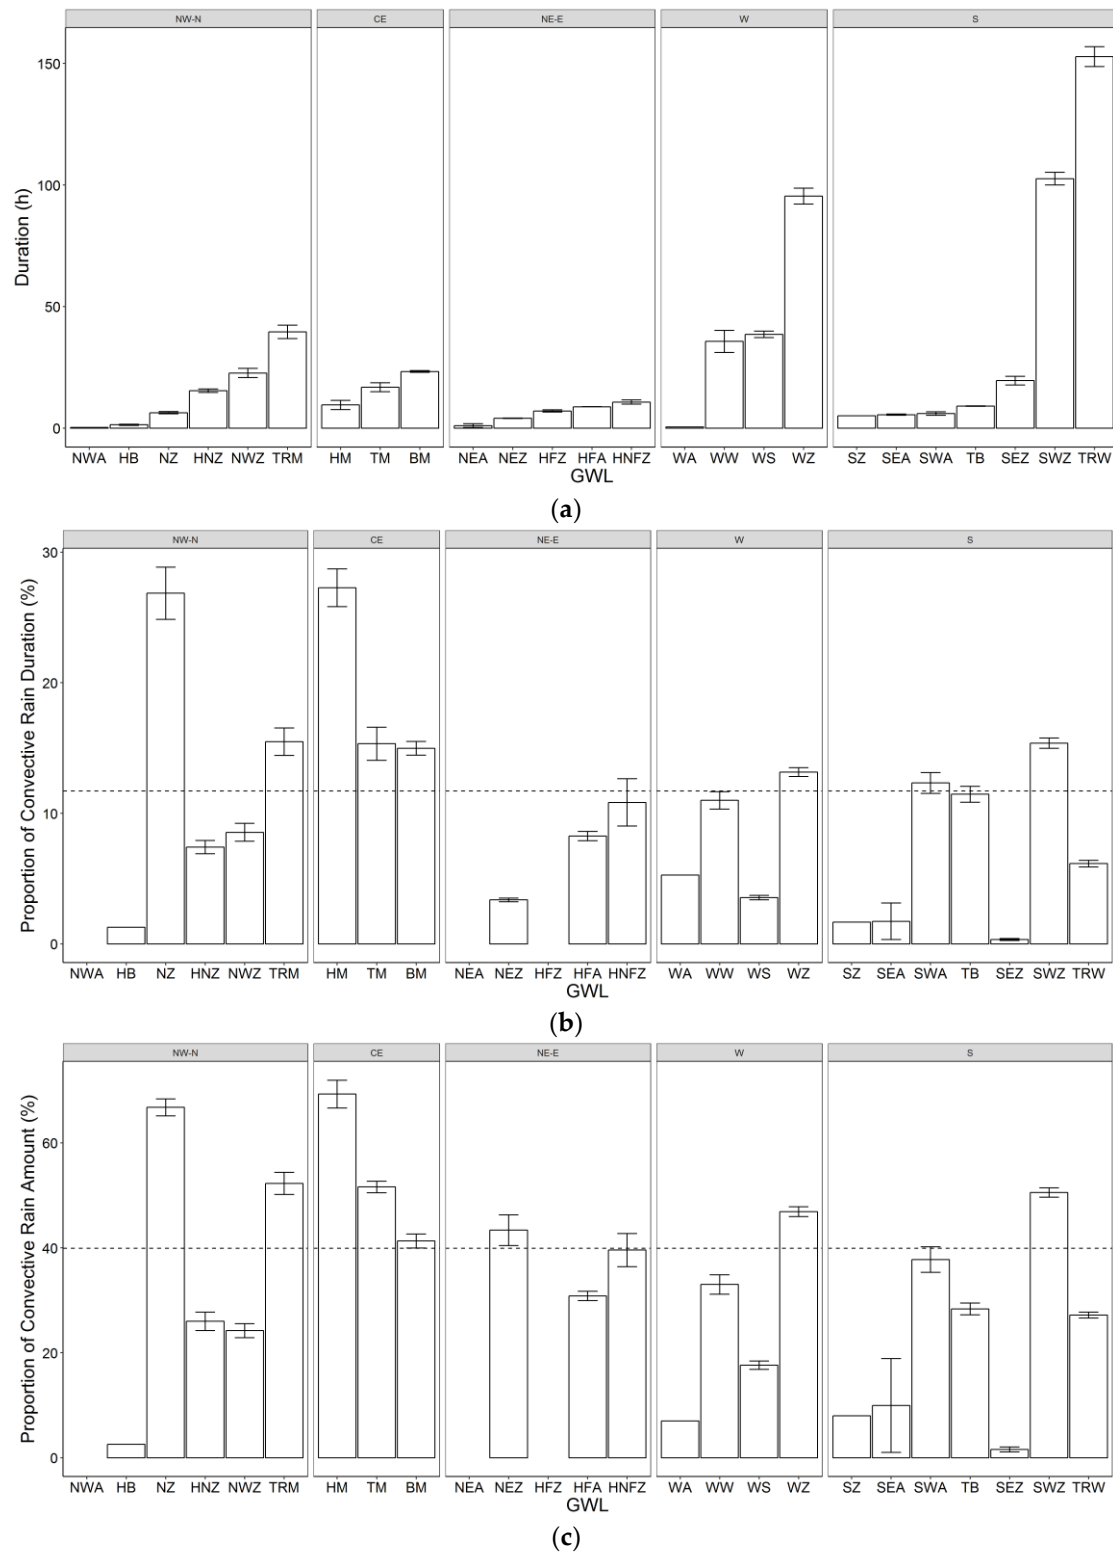 NW-N CE NE-E W S
150
100
50
0
Duration (h)
NWA HB NZ HNZ NWZ TRM HM TM BM NEA NEZ HFZ HFA HNFZ WA WW WS WZ SZ SEA SWA TB SEZ SWZ TRW
GWL
(a)
NW-N CE NE-E W S
30
20
10
0
Proportion of Convective Rain Duration (%)
NWA HB NZ HNZ NWZ TRM HM TM BM NEA NEZ HFZ HFA HNFZ WA WW WS WZ SZ SEA SWA TB SEZ SWZ TRW
GWL
(b)
NW-N CE NE-E W S
60
40
20
0
Proportion of Convective Rain Amount (%)
NWA HB NZ HNZ NWZ TRM HM TM BM NEA NEZ HFZ HFA HNFZ WA WW WS WZ SZ SEA SWA TB SEZ SWZ TRW
GWL
(c)